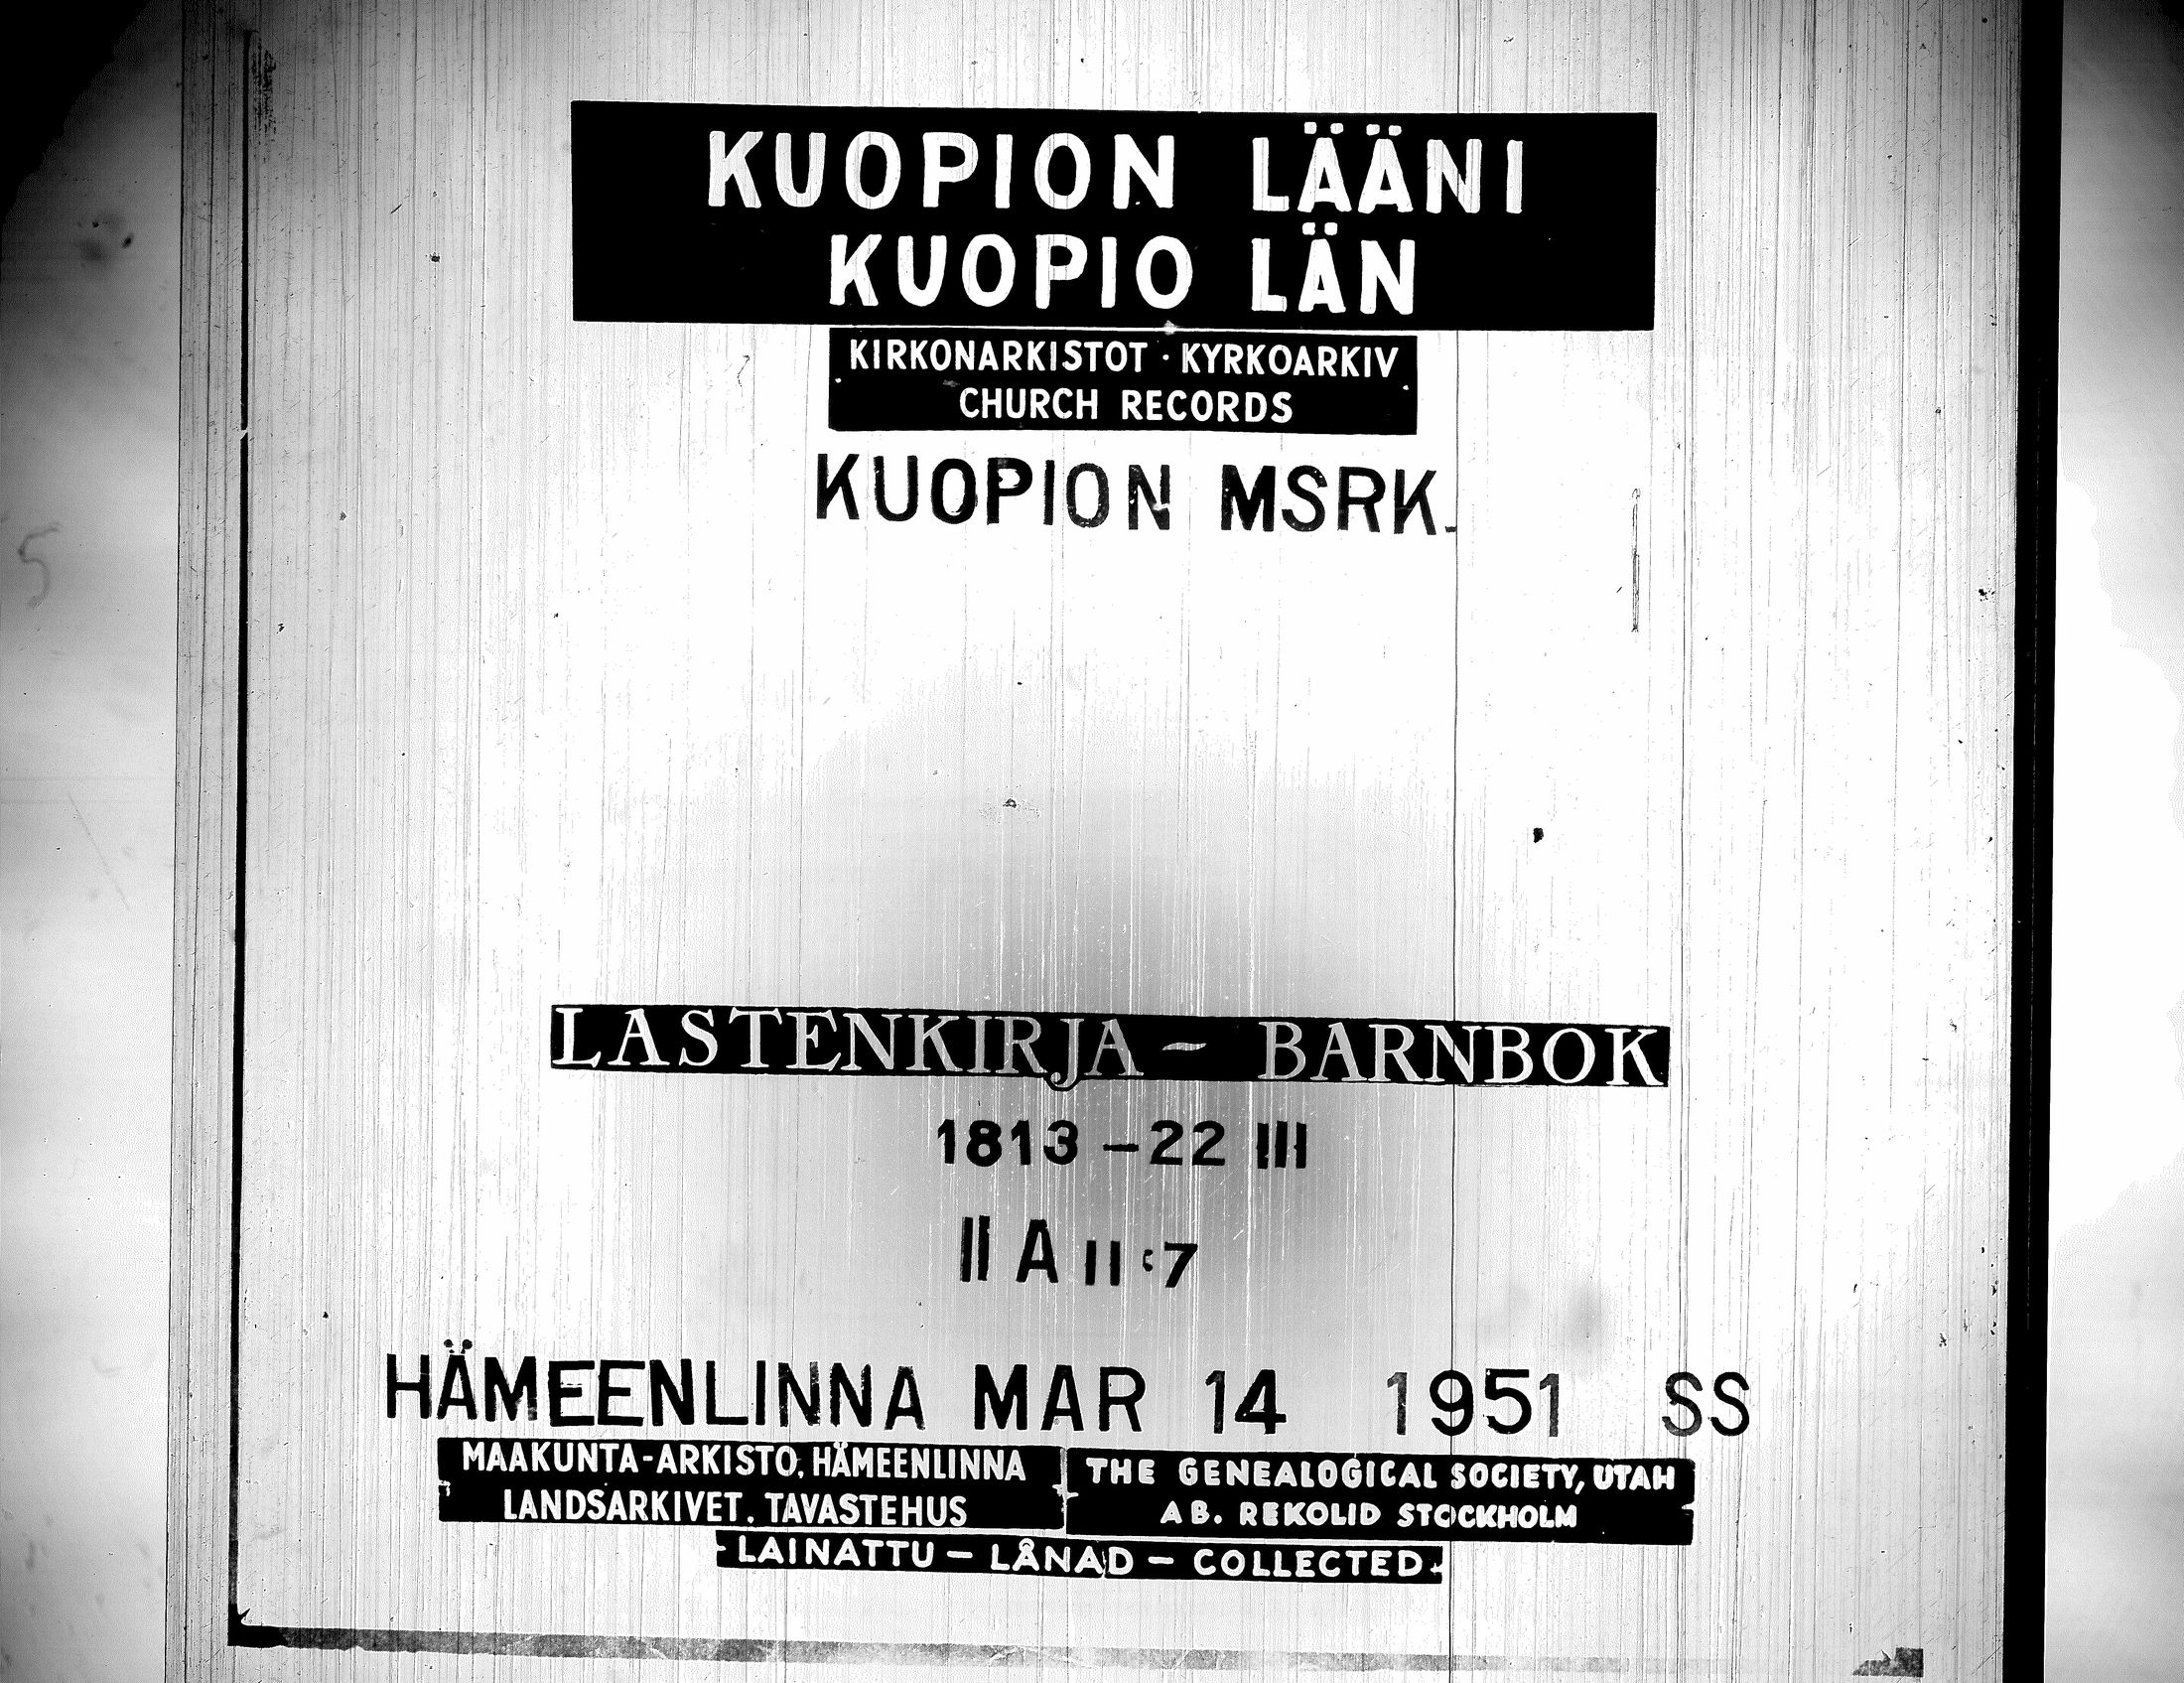 KUOPION LÄÄNI
KUOPIO LÄN
KIRKONARKISTOT · KYRKOARKIV
CHURCH RECORDS
KUOPION MSRK.
5
LASTENKIRJA - BARNBOK
1813 - 22 III
II A II :7
HÄMEENLINNA MAR 14 1951 SS
MAAKUNTA-ARKISTO, HÄMEENLINNA
LANDSARKIVET. TAVASTEHUS
THE GENEALOGICAL SOCIETY, UTAH
AB. REKOLID STOCKHOLM
LAINATTU - LÅNAD - COLLECTED